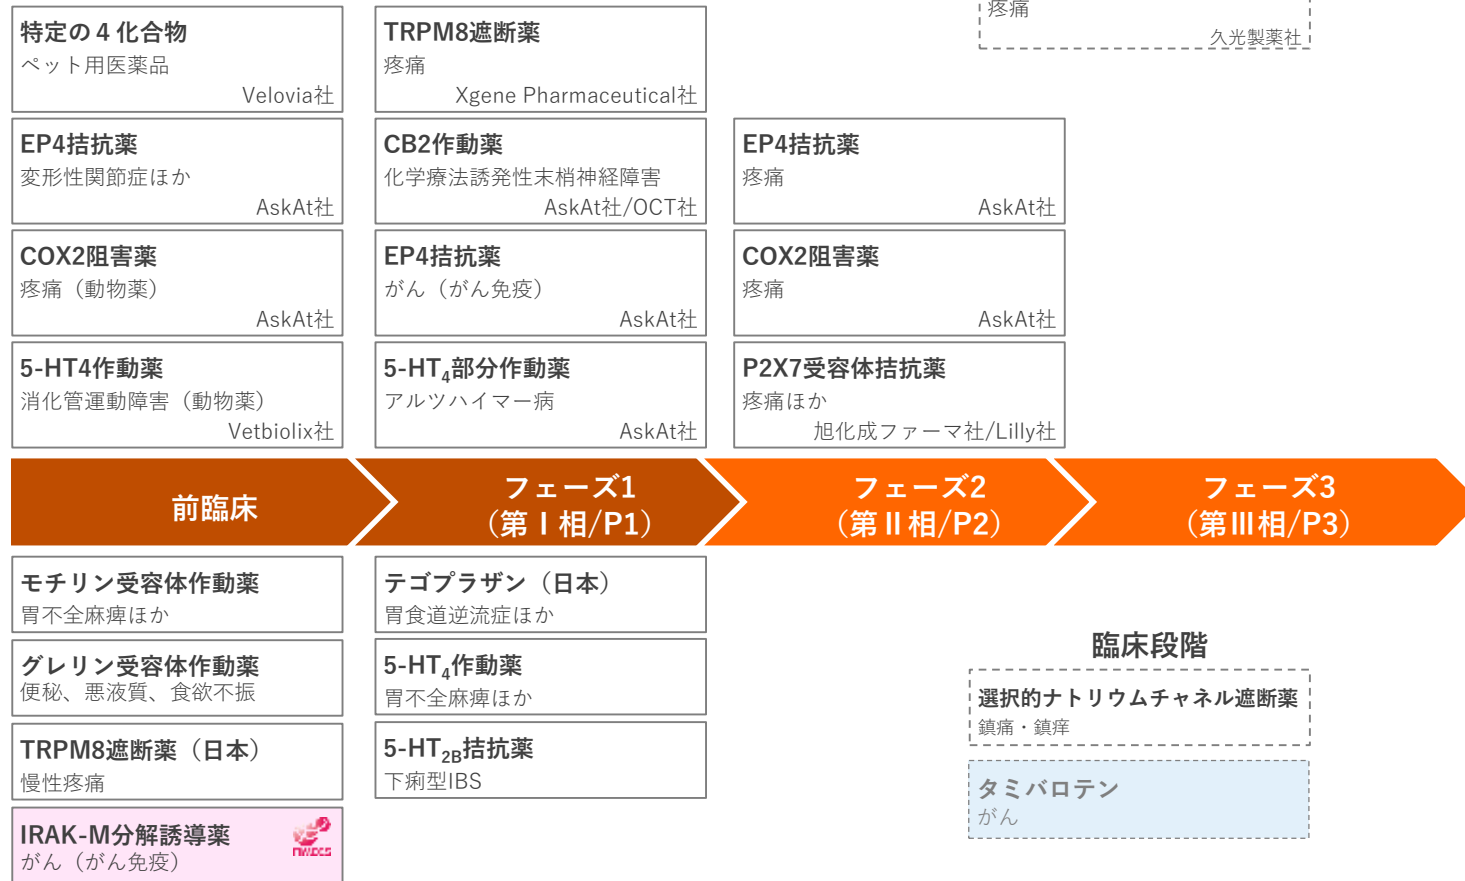 疼痛
久光製薬社
特定の４化合物
ペット用医薬品
Velovia社
TRPM8遮断薬
疼痛
Xgene Pharmaceutical社
EP4拮抗薬
変形性関節症ほか
AskAt社
CB2作動薬
化学療法誘発性末梢神経障害
AskAt社/OCT社
EP4拮抗薬
疼痛
AskAt社
COX2阻害薬
疼痛（動物薬）
AskAt社
EP4拮抗薬
がん（がん免疫）
AskAt社
COX2阻害薬
疼痛
AskAt社
5-HT4作動薬
消化管運動障害（動物薬）
Vetbiolix社
5-HT₄部分作動薬
アルツハイマー病
AskAt社
P2X7受容体拮抗薬
疼痛ほか
旭化成ファーマ社/Lilly社
前臨床
フェーズ1
（第Ⅰ相/P1）
フェーズ2
（第Ⅱ相/P2）
フェーズ3
（第Ⅲ相/P3）
モチリン受容体作動薬
胃不全麻痺ほか
グレリン受容体作動薬
便秘、悪液質、食欲不振
TRPM8遮断薬（日本）
慢性疼痛
IRAK-M分解誘導薬
がん（がん免疫）
テゴプラザン（日本）
胃食道逆流症ほか
5-HT₄作動薬
胃不全麻痺ほか
5-HT₂B拮抗薬
下痢型IBS
臨床段階
選択的ナトリウムチャネル遮断薬
鎮痛・鎮痒
タミバロテン
がん